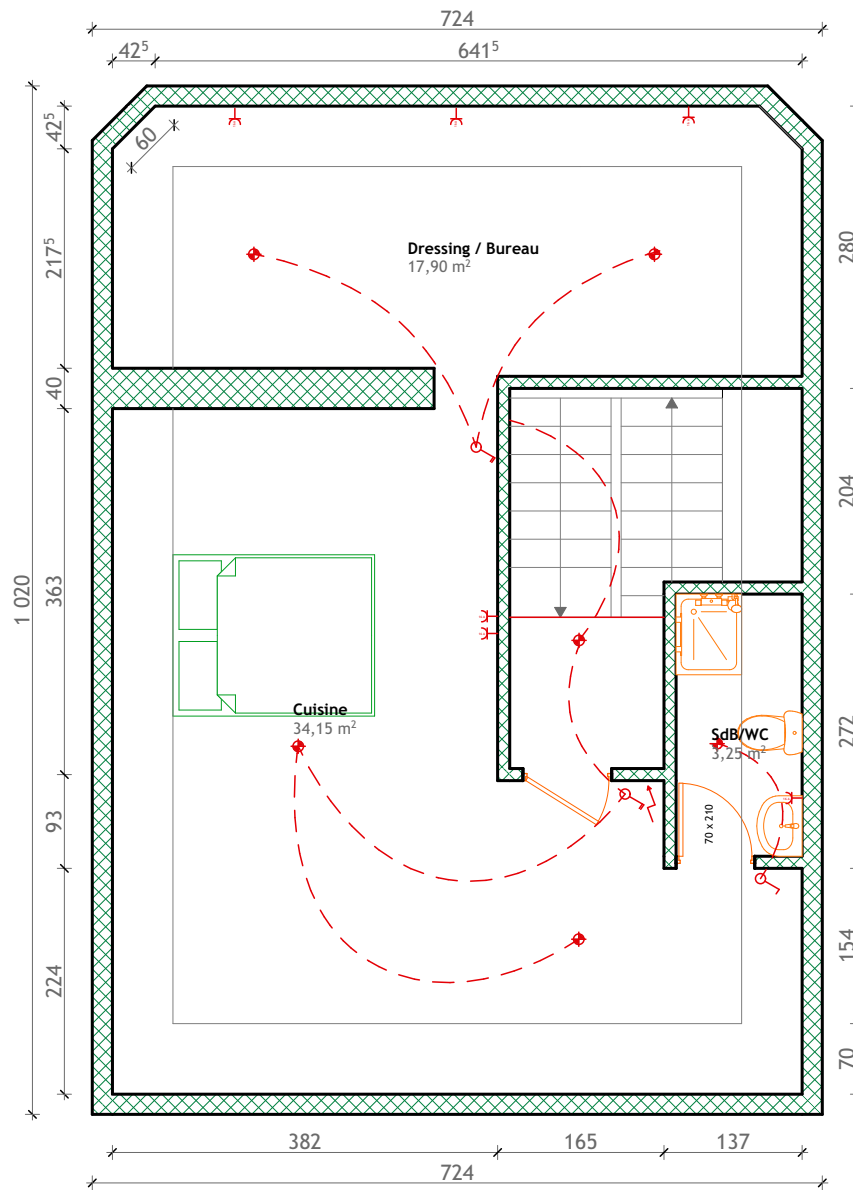 724
42⁵
641⁵
60
42⁵
217⁵
40
363
93
224
1 020
Dressing / Bureau
17,90 m²
280
204
272
154
70
Cuisine
34,15 m²
SdB/WC
3,25 m²
70 x 210
382
165
137
724